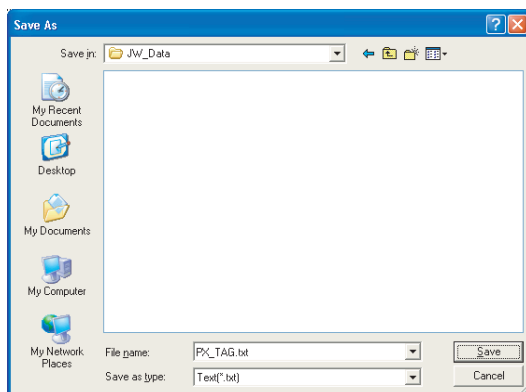 Save As
Save in: JW_Data
My Recent
Documents
Desktop
My Documents
My Computer
My Network
Places
File name: PX_TAG.txt Save
Save as type: Text(*.txt) Cancel